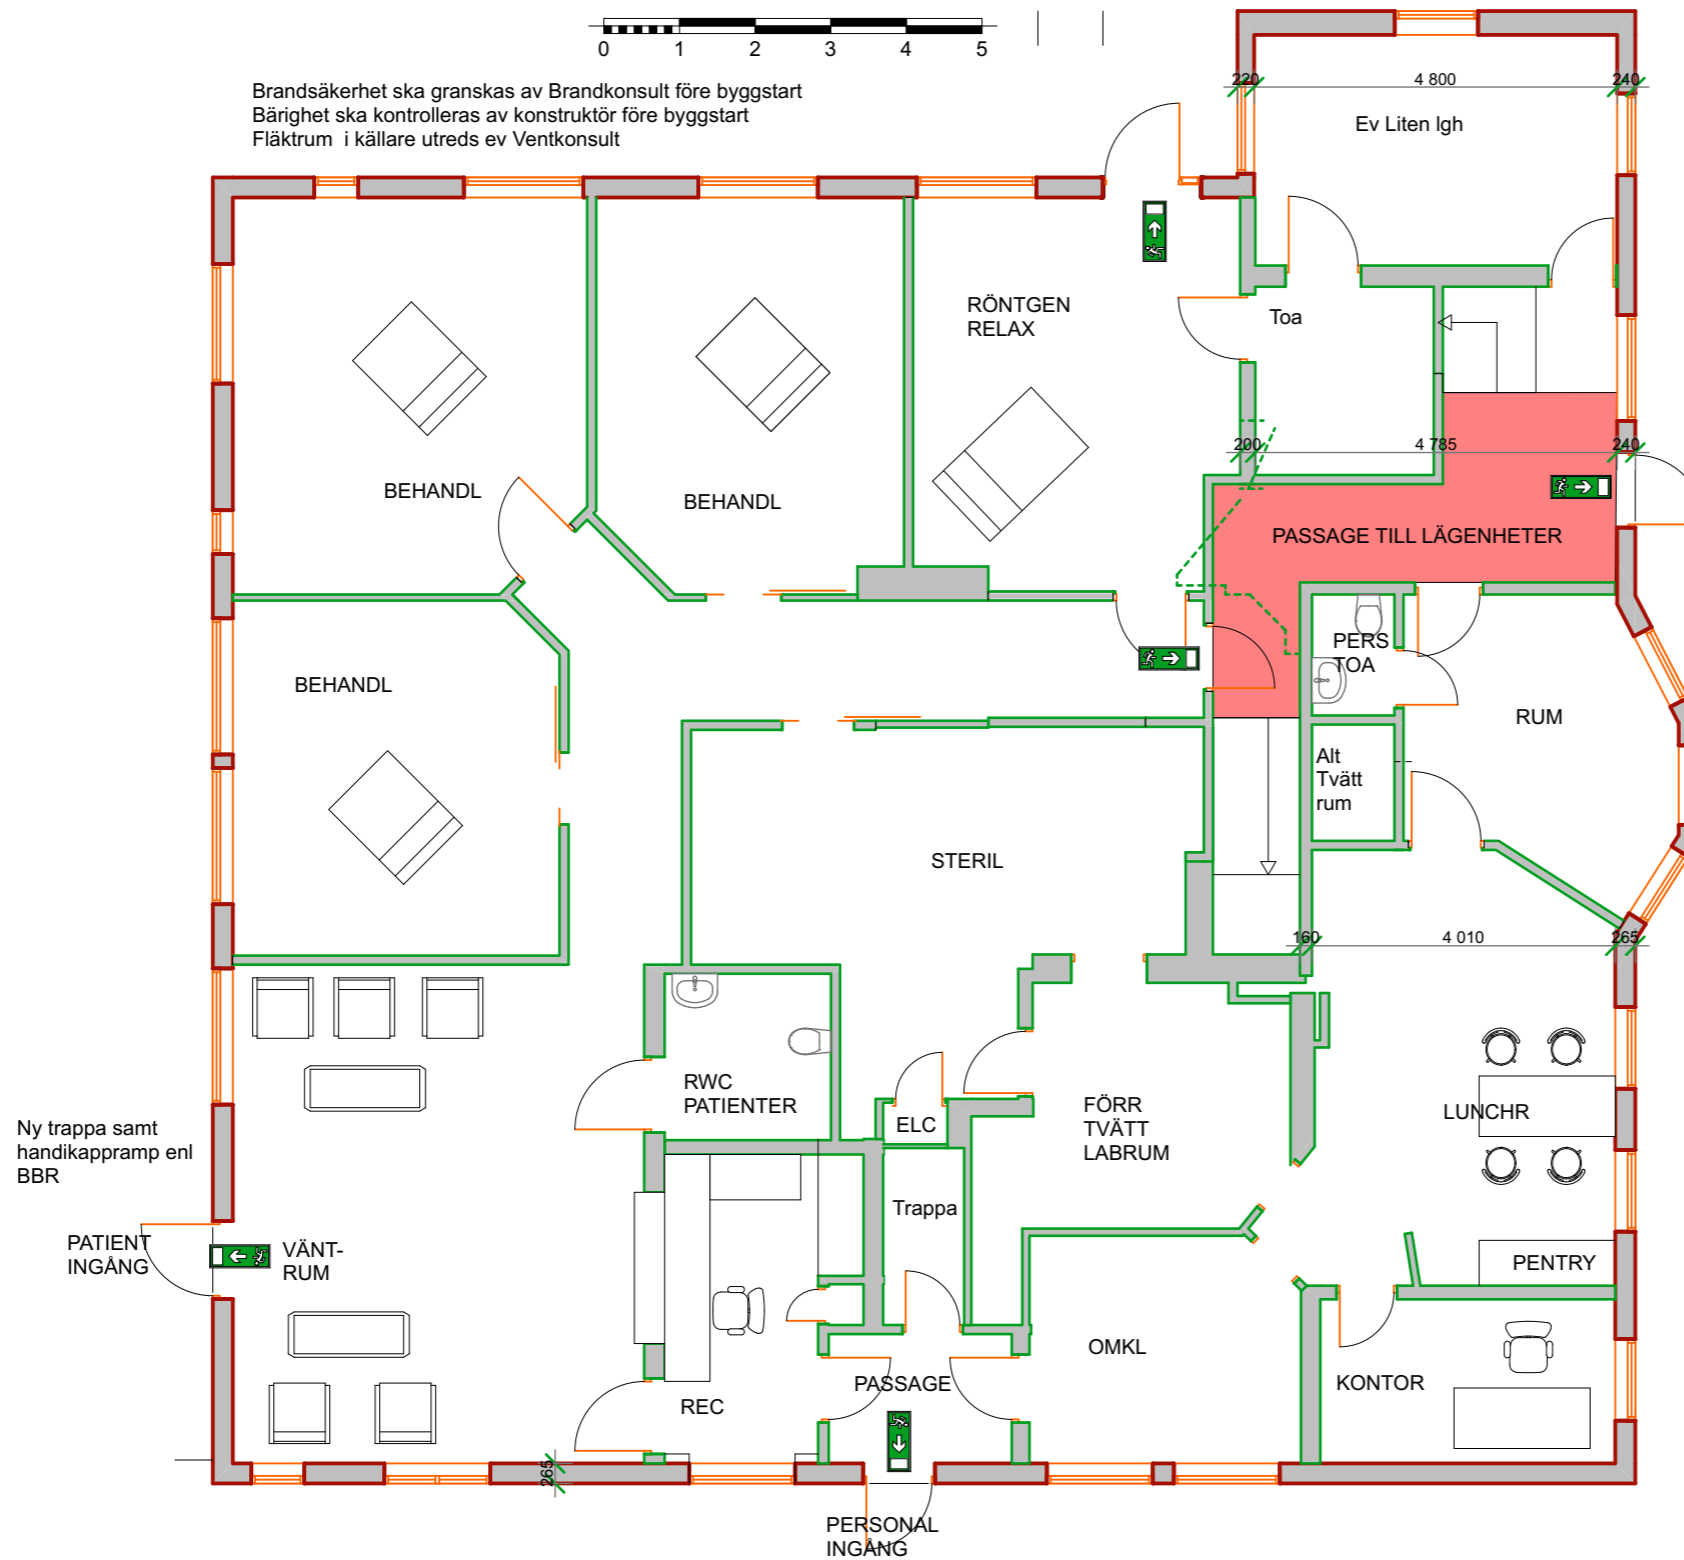 0 1 2 3 4 5
Brandsäkerhet ska granskas av Brandkonsult före byggstart
Bärighet ska kontrolleras av konstruktör före byggstart
Fläktrum i källare utreds ev Ventkonsult
220 4 800 240
Ev Liten lgh
RÖNTGEN
RELAX
Toa
200 4 785 240
BEHANDL
BEHANDL
PASSAGE TILL LÄGENHETER
PERS
TOA
BEHANDL
RUM
Alt
Tvätt
rum
STERIL
160 4 010 265
RWC
PATIENTER
ELC
FÖRR
TVÄTT
LABRUM
LUNCHR
Ny trappa samt
handikappramp enl
BBR
Trappa
PATIENT
INGÅNG
VÄNT-
RUM
PENTRY
OMKL
KONTOR
PASSAGE
REC
265
PERSONAL
INGÅNG